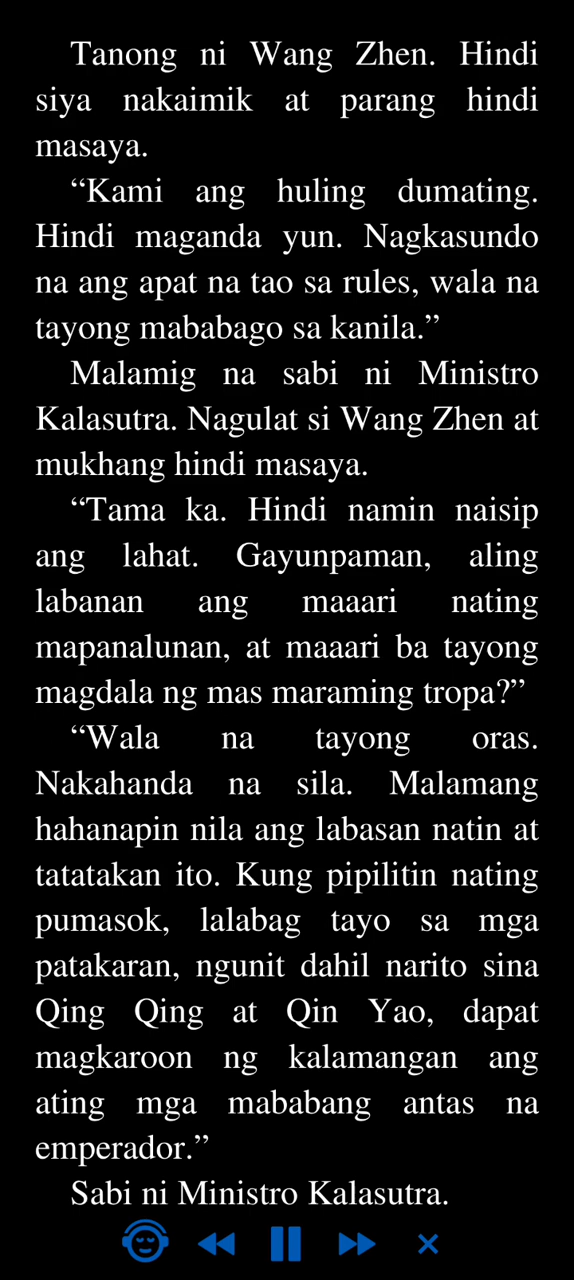 Tanong ni Wang Zhen. Hindi
siya nakaimik at parang hindi
masaya.
“Kami ang huling dumating.
Hindi maganda yun. Nagkasundo
na ang apat na tao sa rules, wala na
tayong mababago sa kanila.”
Malamig na sabi ni Ministro
Kalasutra. Nagulat si Wang Zhen at
mukhang hindi masaya.
“Tama ka. Hindi namin naisip
ang lahat. Gayunpaman, aling
labanan ang maaari nating
mapanalunan, at maaari ba tayong
magdala ng mas maraming tropa?”
“Wala na tayong oras.
Nakahanda na sila. Malamang
hahanapin nila ang labasan natin at
tatatakan ito. Kung pipilitin nating
pumasok, lalabag tayo sa mga
patakaran, ngunit dahil narito sina
Qing Qing at Qin Yao, dapat
magkaroon ng kalamangan ang
ating mga mababang antas na
emperador.”
Sabi ni Ministro Kalasutra.